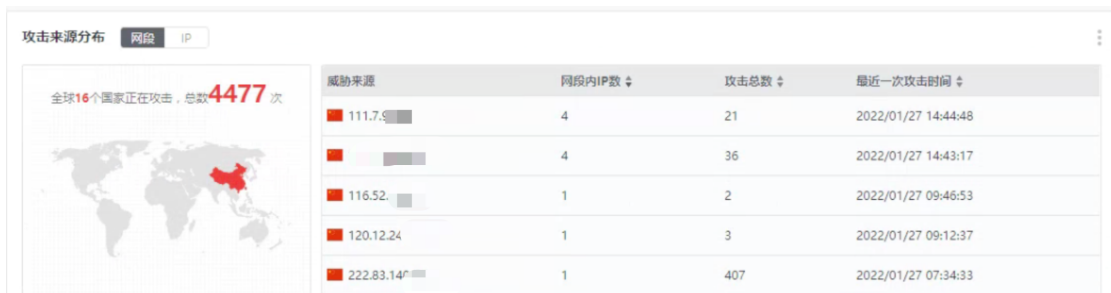 攻击来源分布 网段 IP
全球16个国家正在攻击，总数4477 次
威胁来源 网段内IP数 攻击总数 最近一次攻击时间
111.7. 4 21 2022/01/27 14:44:48
4 36 2022/01/27 14:43:17
116.52. 1 2 2022/01/27 09:46:53
120.12.24 1 3 2022/01/27 09:12:37
222.83.140 1 407 2022/01/27 07:34:33